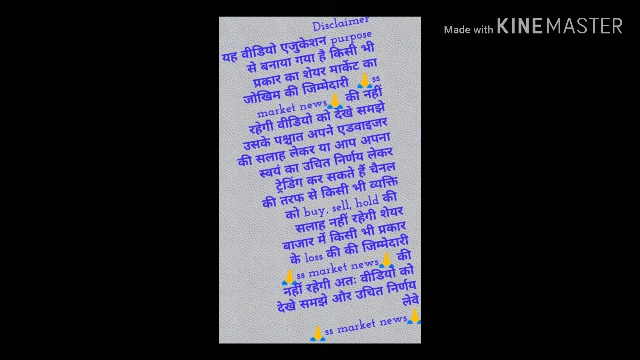 Made with KINEMASTER
Disclaimer
यह वीडियो एजुकेशन purpose
से बनाया गया है किसी भी
प्रकार का शेयर मार्केट का
जोखिम की जिम्मेदारी 🙏ss
market news🙏 की नहीं
रहेगी वीडियो को देखे समझे
उसके पश्चात अपने एडवाइजर
की सलाह लेकर या आप अपना
स्वयं का उचित निर्णय लेकर
ट्रेडिंग कर सकते हैं चैनल
की तरफ से किसी भी व्यक्ति
को buy, sell, hold की
सलाह नहीं रहेगी शेयर
बाजार में किसी भी प्रकार
के loss की की जिम्मेदारी
🙏ss market news🙏 की
नहीं रहेगी अतः वीडियो को
देखे समझे और उचित निर्णय
लेवे
🙏ss market news🙏